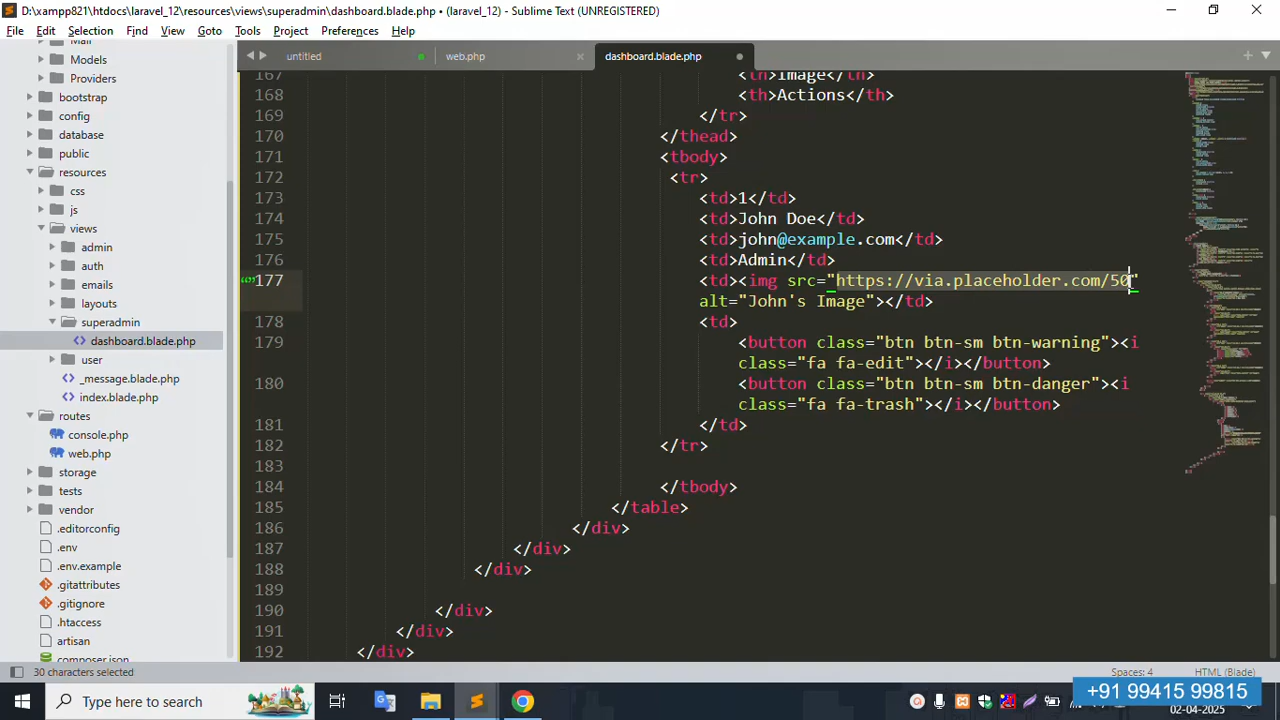 D:\xampp821\htdocs\laravel_12\resources\views\superadmin\dashboard.blade.php • (laravel_12) - Sublime Text (UNREGISTERED)
File Edit Selection Find View Goto Tools Project Preferences Help
untitled web.php dashboard.blade.php
Mail
Models
Providers
bootstrap
config
database
public
resources
css
js
views
admin
auth
emails
layouts
superadmin
dashboard.blade.php
user
_message.blade.php
index.blade.php
routes
console.php
web.php
storage
tests
vendor
.editorconfig
.env
.env.example
.gitattributes
.gitignore
.htaccess
artisan
composer.json
167 <th>Image</th>
168 <th>Actions</th>
169 </tr>
170 </thead>
171 <tbody>
172 <tr>
173 <td>1</td>
174 <td>John Doe</td>
175 <td>john@example.com</td>
176 <td>Admin</td>
177 <td><img src="https://via.placeholder.com/50"
alt="John's Image"></td>
178 <td>
179 <button class="btn btn-sm btn-warning"><i
class="fa fa-edit"></i></button>
180 <button class="btn btn-sm btn-danger"><i
class="fa fa-trash"></i></button>
181 </td>
182 </tr>
183
184 </tbody>
185 </table>
186 </div>
187 </div>
188 </div>
189
190 </div>
191 </div>
192 </div>
30 characters selected Spaces: 4 HTML (Blade)
Type here to search
+91 99415 99815
02-04-2025